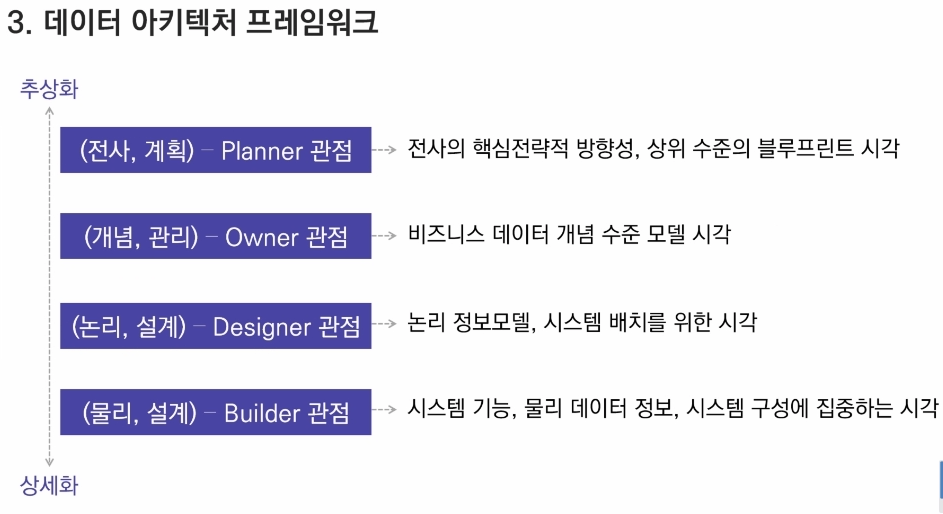 3. 데이터 아키텍처 프레임워크
추상화
(전사, 계획) – Planner 관점
전사의 핵심전략적 방향성, 상위 수준의 블루프린트 시각
(개념, 관리) – Owner 관점
비즈니스 데이터 개념 수준 모델 시각
(논리, 설계) – Designer 관점
논리 정보모델, 시스템 배치를 위한 시각
(물리, 설계) – Builder 관점
시스템 기능, 물리 데이터 정보, 시스템 구성에 집중하는 시각
상세화